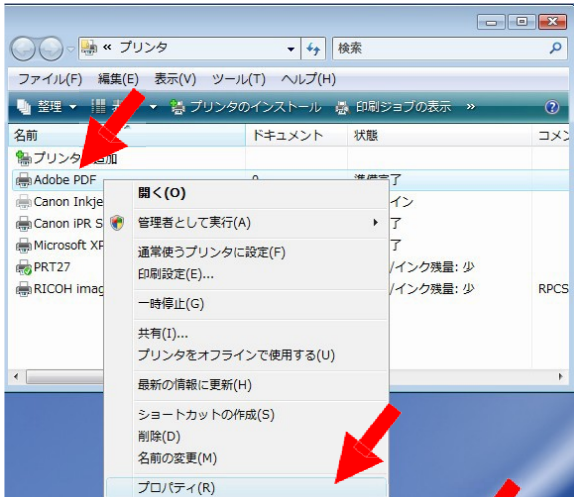 « プリンタ
検索
ファイル(F) 編集(E) 表示(V) ツール(T) ヘルプ(H)
整理 プリンタのインストール 印刷ジョブの表示 »
名前 ドキュメント 状態
プリンタ 加
Adobe PDF 0 準備完了
Canon Inkje イン
Canon iPR S 了
Microsoft XP 了
PRT27 /インク残量: 少
RICOH imag /インク残量: 少 RPCS
開く(O)
管理者として実行(A)
通常使うプリンタに設定(F)
印刷設定(E)...
一時停止(G)
共有(I)...
プリンタをオフラインで使用する(U)
最新の情報に更新(H)
ショートカットの作成(S)
削除(D)
名前の変更(M)
プロパティ(R)